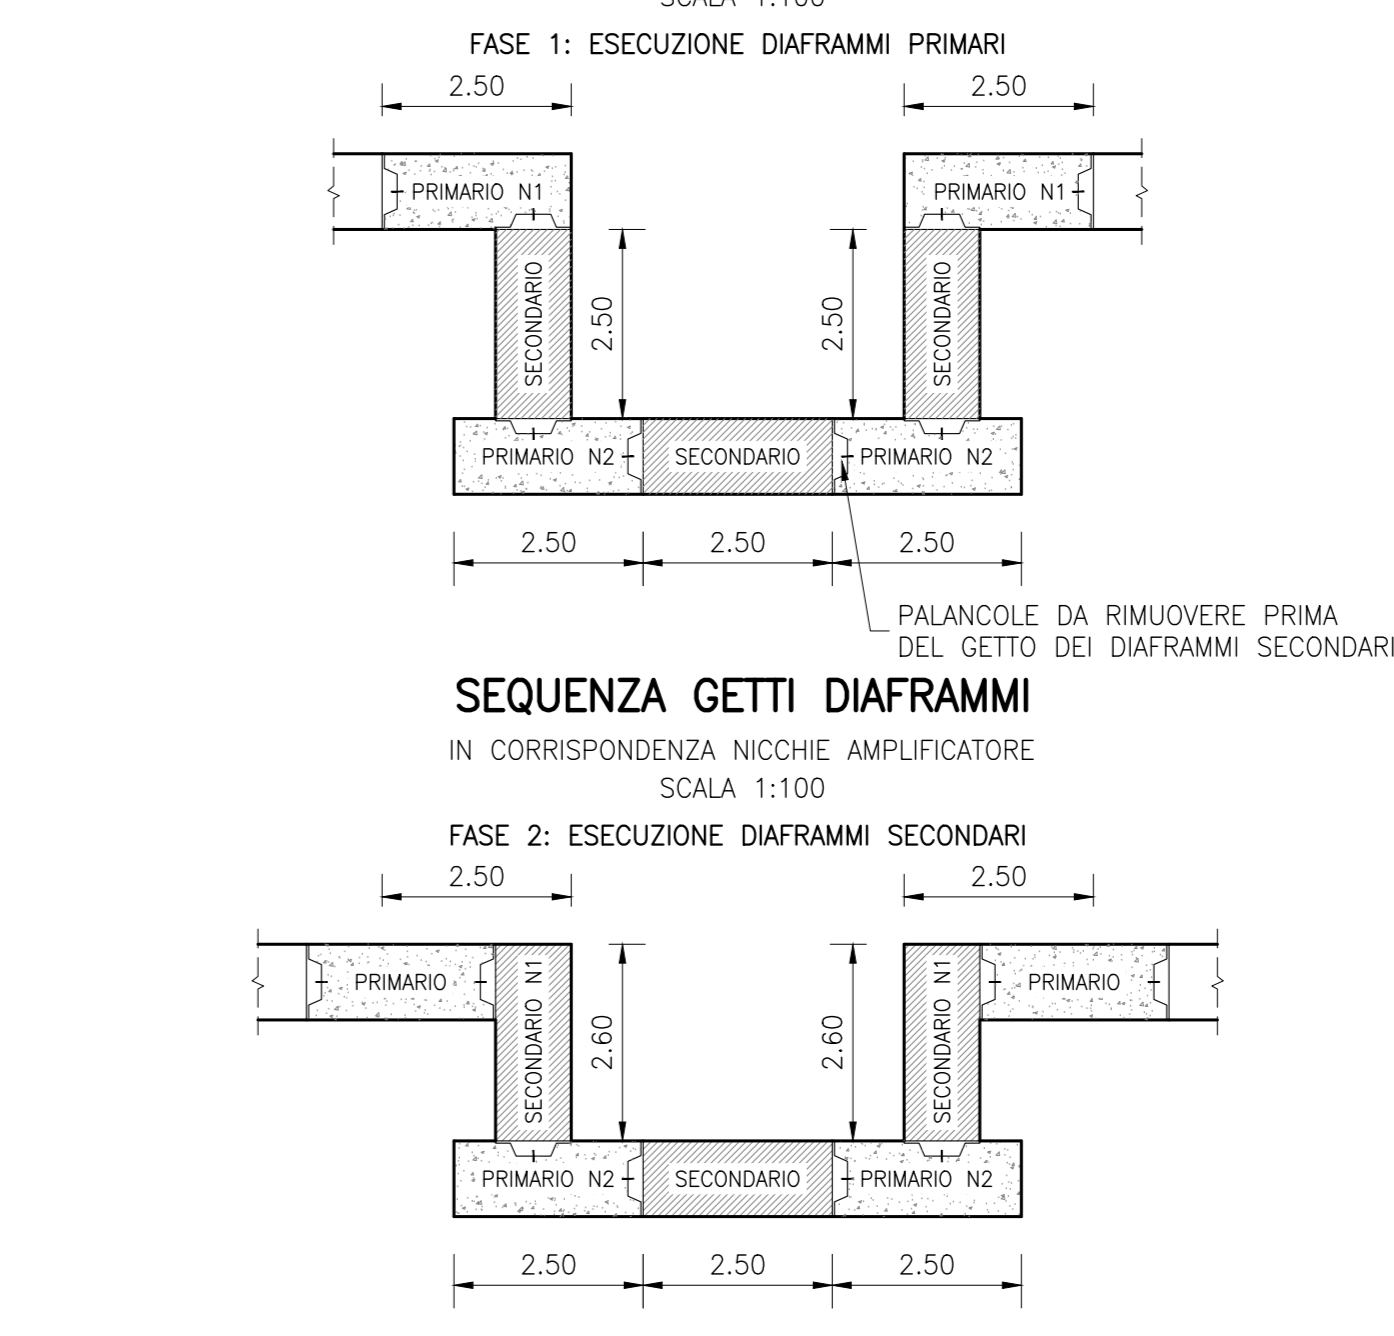 SCALA 1:100
FASE 1: ESECUZIONE DIAFRAMMI PRIMARI
2.50 2.50
PRIMARIO N1 PRIMARIO N1
SECONDARIO 2.50 2.50 SECONDARIO
PRIMARIO N2 SECONDARIO PRIMARIO N2
2.50 2.50 2.50
PALANCOLE DA RIMUOVERE PRIMA
DEL GETTO DEI DIAFRAMMI SECONDARI
SEQUENZA GETTI DIAFRAMMI
IN CORRISPONDENZA NICCHIE AMPLIFICATORE
SCALA 1:100
FASE 2: ESECUZIONE DIAFRAMMI SECONDARI
2.50 2.50
PRIMARIO SECONDARIO N1 2.60 2.60 SECONDARIO N1 PRIMARIO
PRIMARIO N2 SECONDARIO PRIMARIO N2
2.50 2.50 2.50